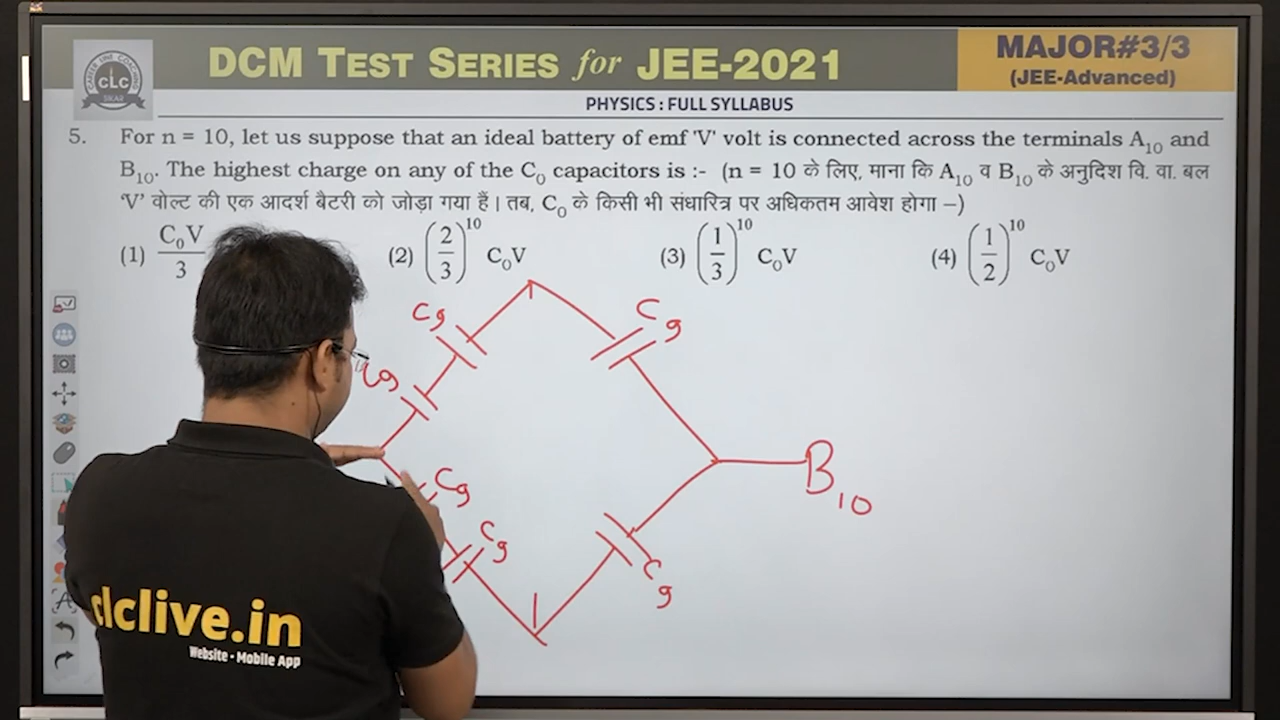 DCM TEST SERIES for JEE-2021
MAJOR#3/3
(JEE-Advanced)
CLC
SIKAR
PHYSICS : FULL SYLLABUS
5. For n = 10, let us suppose that an ideal battery of emf 'V' volt is connected across the terminals A₁₀ and
B₁₀. The highest charge on any of the C₀ capacitors is :- (n = 10 के लिए, माना कि A₁₀ व B₁₀ के अनुदिश वि. वा. बल
'V' वोल्ट की एक आदर्श बैटरी को जोड़ा गया हैं। तब, C₀ के किसी भी संधारित्र पर अधिकतम आवेश होगा –)
(1) C₀V/3 (2) (2/3)¹⁰ C₀V (3) (1/3)¹⁰ C₀V (4) (1/2)¹⁰ C₀V
C₉
C₉
C₉
C₉
C₉
C₉
B₁₀
clclive.in
Website • Mobile App